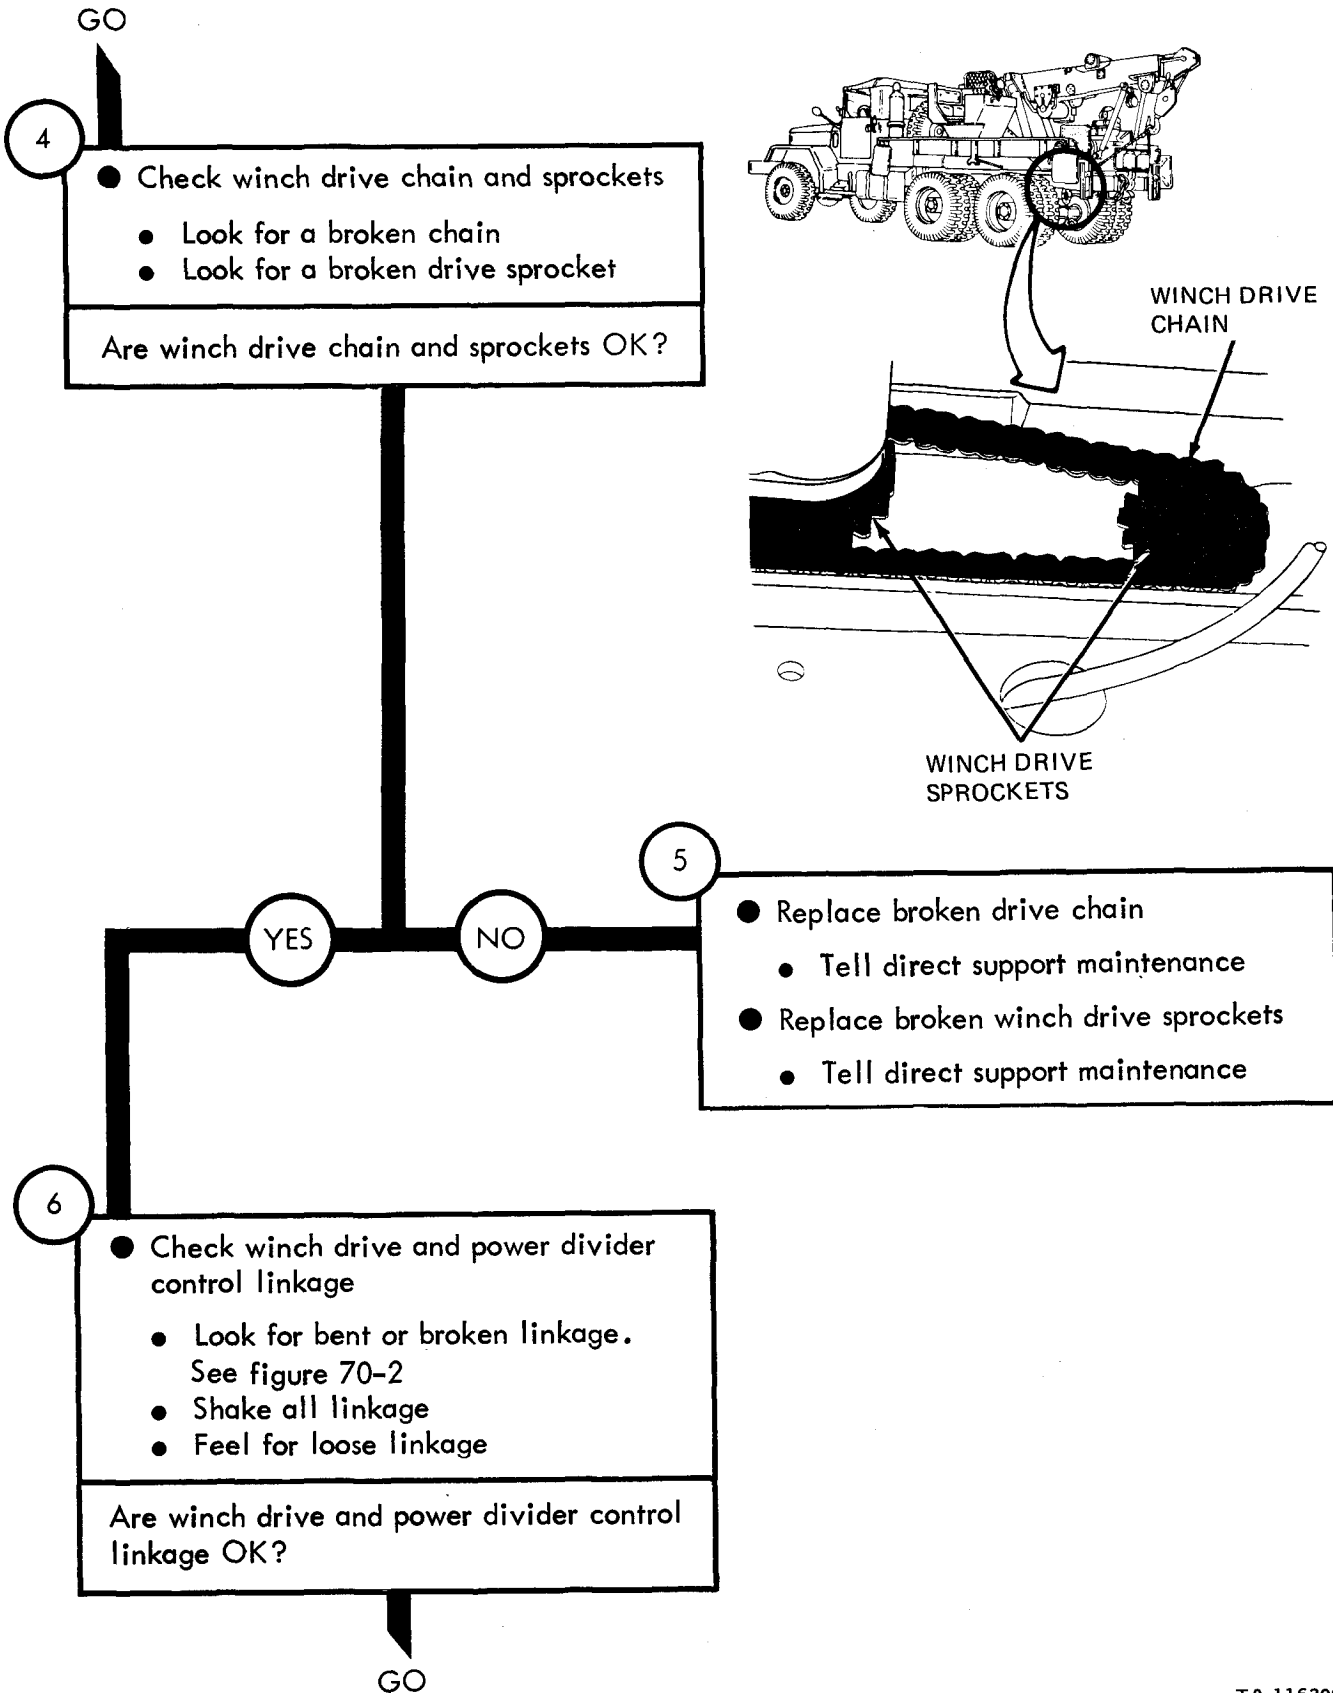 GO
4
● Check winch drive chain and sprockets
● Look for a broken chain
● Look for a broken drive sprocket
Are winch drive chain and sprockets OK?
WINCH DRIVE
CHAIN
WINCH DRIVE
SPROCKETS
YES
NO
5
● Replace broken drive chain
● Tell direct support maintenance
● Replace broken winch drive sprockets
● Tell direct support maintenance
6
● Check winch drive and power divider
control linkage
● Look for bent or broken linkage.
See figure 70-2
● Shake all linkage
● Feel for loose linkage
Are winch drive and power divider control
linkage OK?
GO